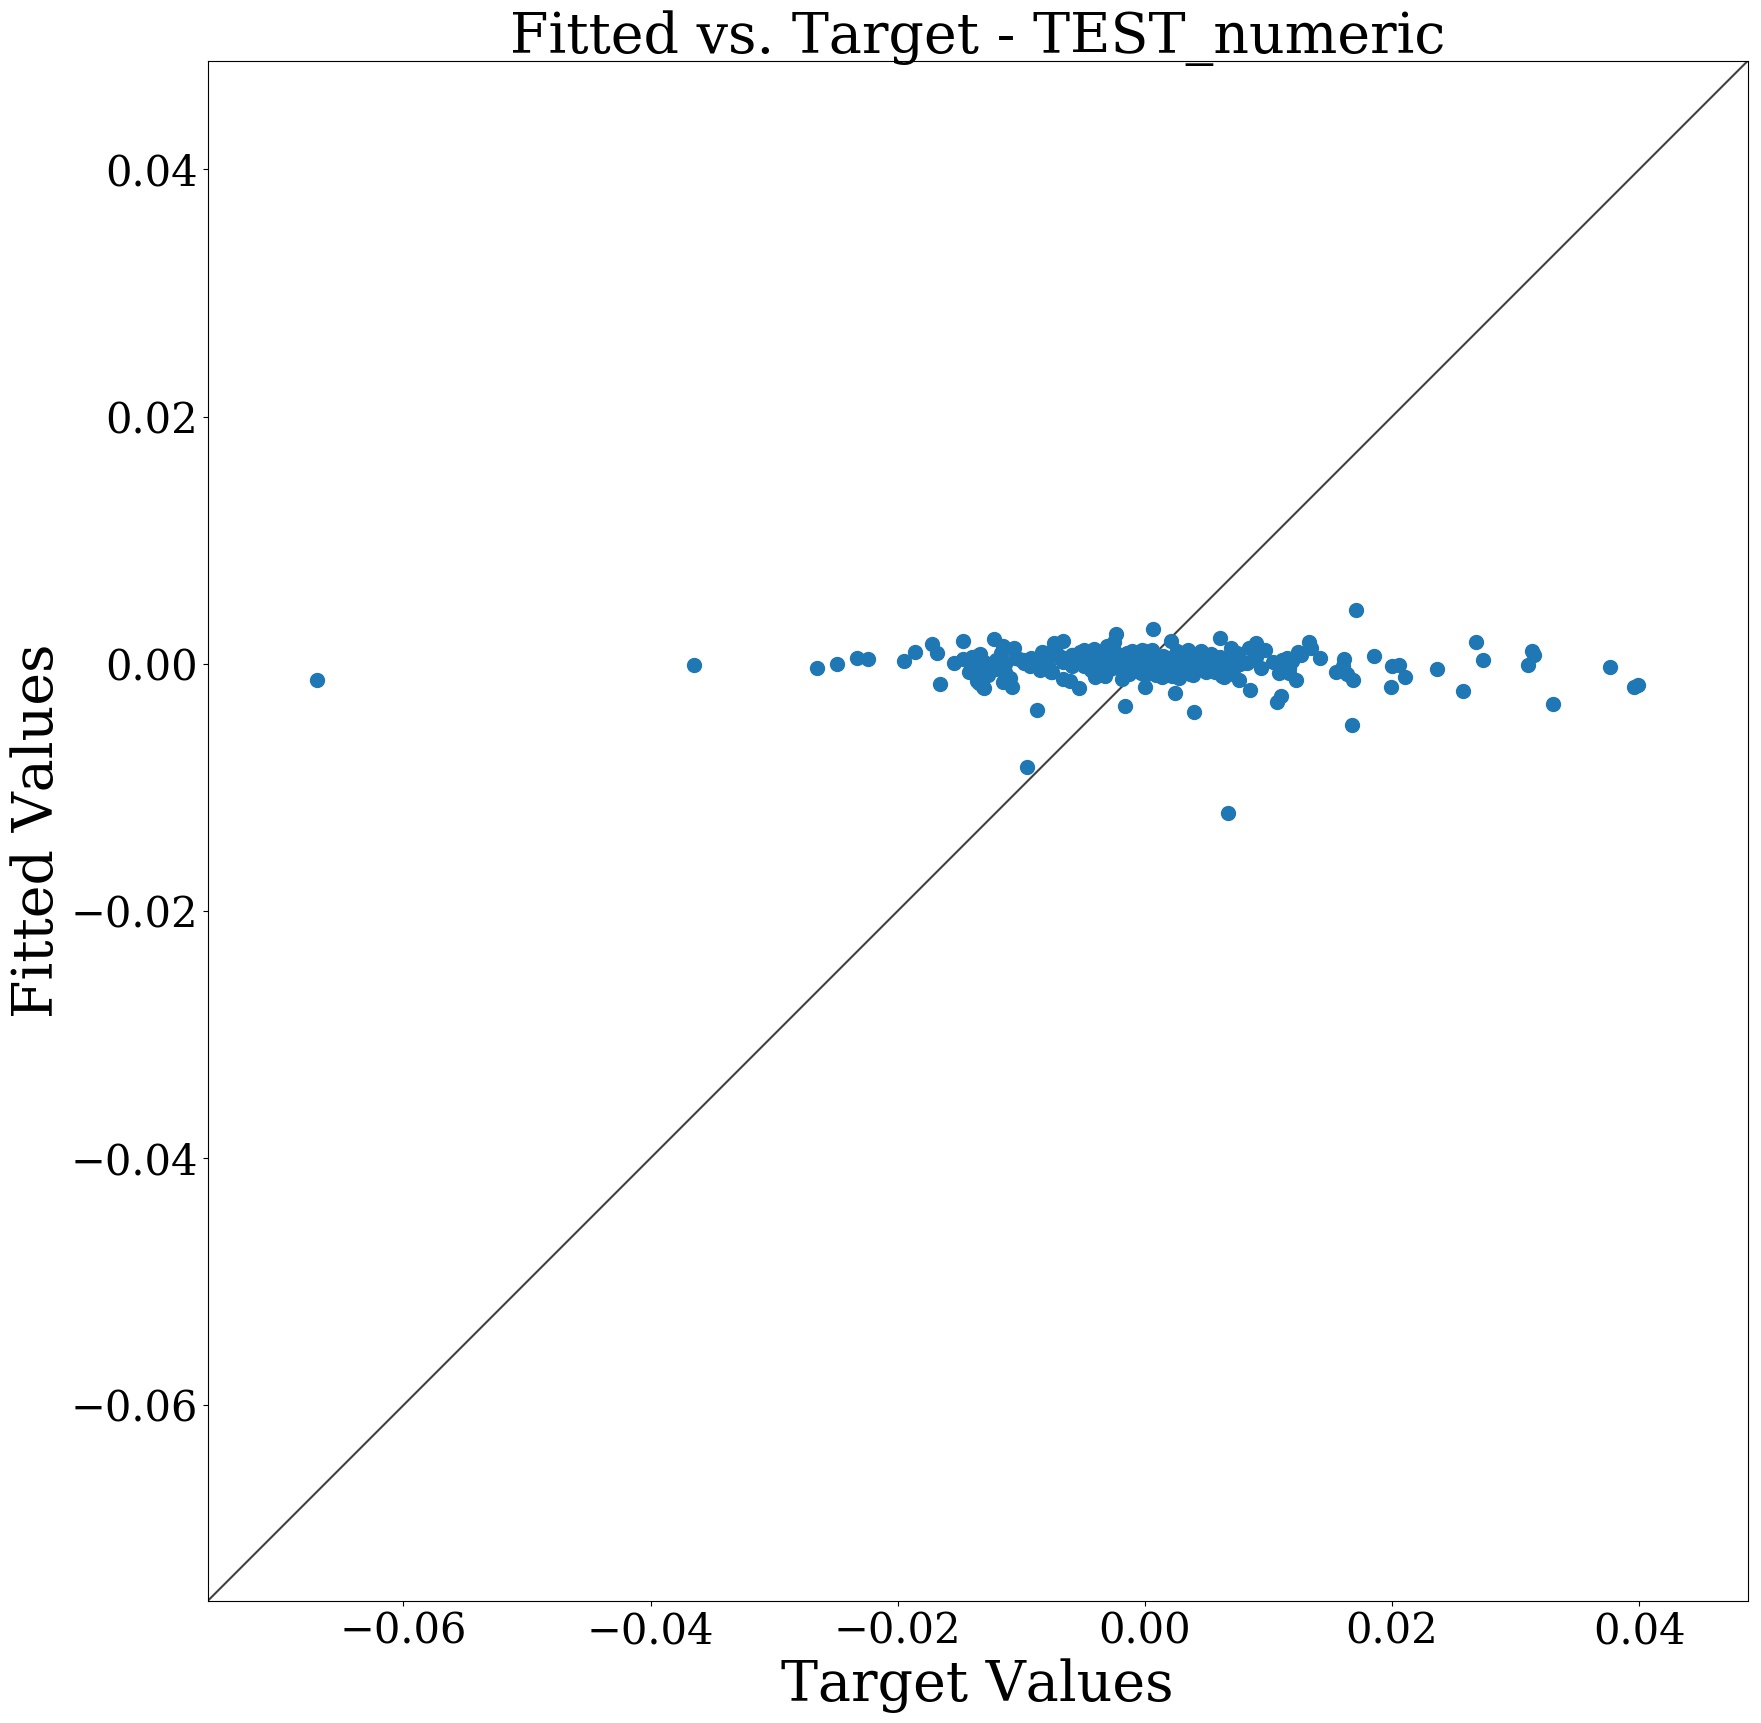 Fitted vs. Target - TEST_numeric
0.04
0.02
0.00
−0.02
−0.04
−0.06
Fitted Values
−0.06 −0.04 −0.02 0.00 0.02 0.04
Target Values